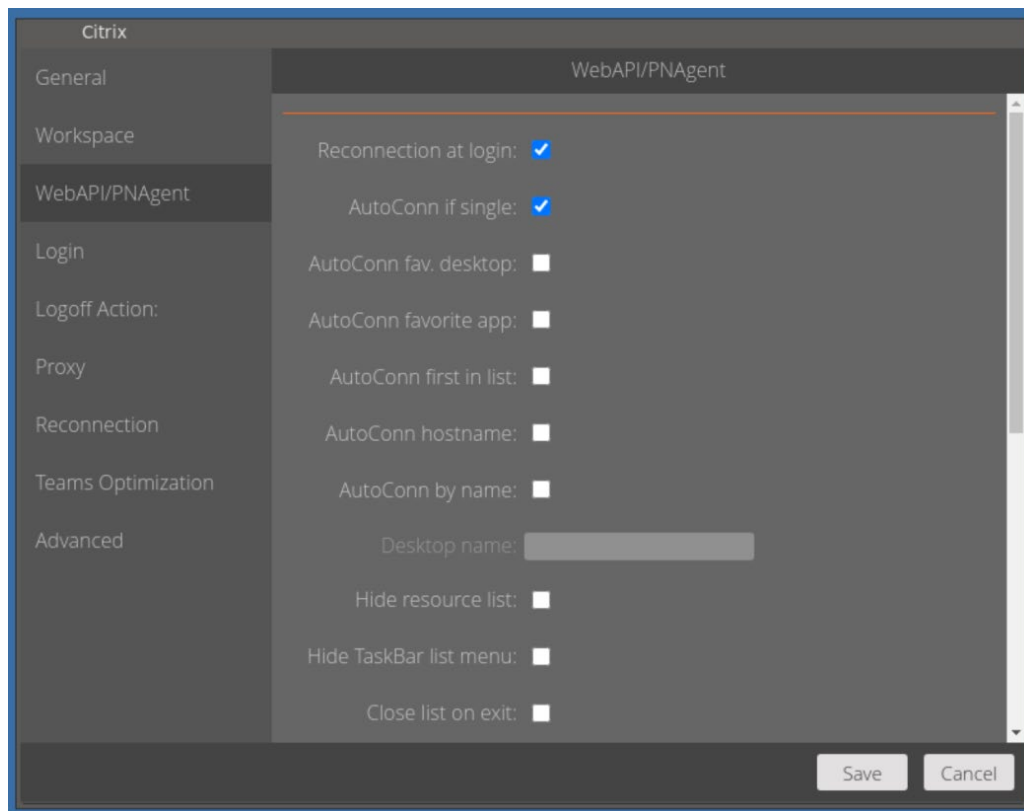 Citrix
General
Workspace
WebAPI/PNAgent
Login
Logoff Action:
Proxy
Reconnection
Teams Optimization
Advanced
WebAPI/PNAgent
Reconnection at login:
AutoConn if single:
AutoConn fav. desktop:
AutoConn favorite app:
AutoConn first in list:
AutoConn hostname:
AutoConn by name:
Desktop name:
Hide resource list:
Hide TaskBar list menu:
Close list on exit:
Save
Cancel